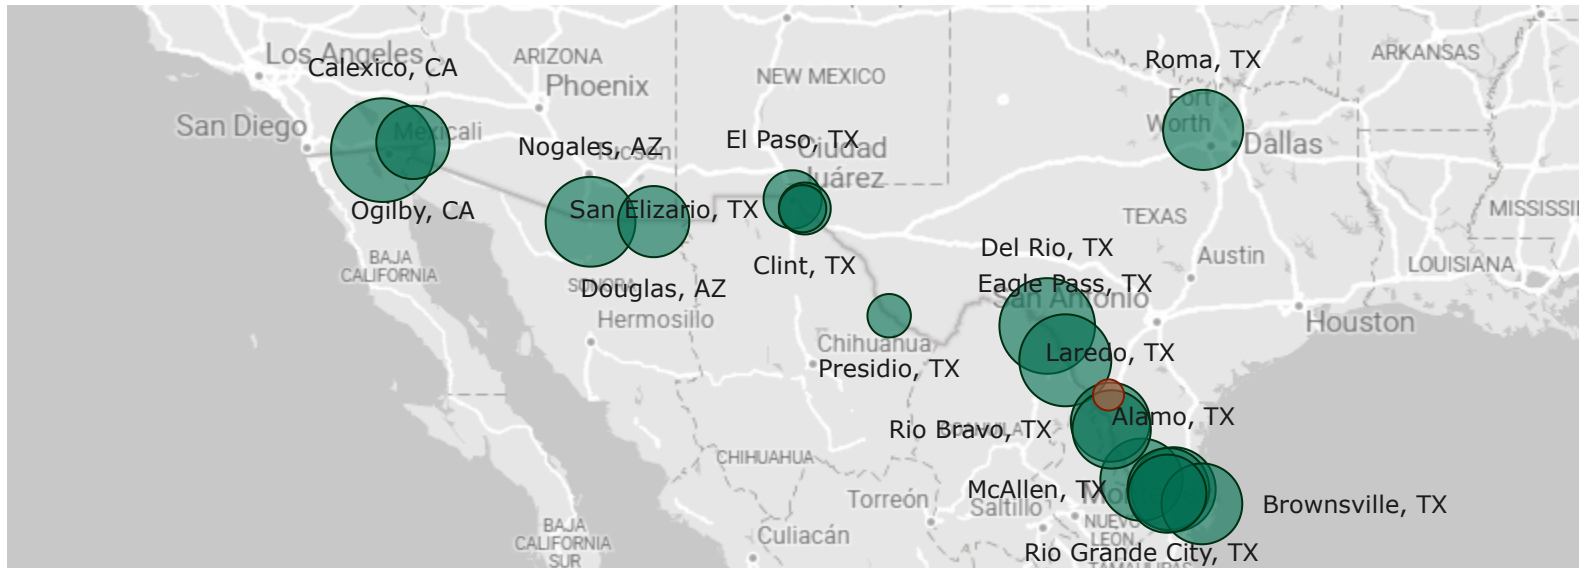 Los Angeles
Calexico, CA
ARIZONA
Phoenix
NEW MEXICO
Roma, TX
ARKANSAS
Fort
Worth
Dallas
San Diego
Mexicali
Nogales, AZ
Tucson
El Paso, TX
Ciudad
Juárez
Ogilby, CA
San Elizario, TX
TEXAS
MISSISSI
BAJA
CALIFORNIA
SONORA
Douglas, AZ
Clint, TX
Del Rio, TX
Eagle Pass, TX
San Antonio
Austin
LOUISIANA
Houston
Hermosillo
Chihuahua
Presidio, TX
Laredo, TX
Alamo, TX
Rio Bravo, TX
CHIHUAHUA
McAllen, TX
Torreón
Saltillo
Brownsville, TX
NUEVO
LEÓN
BAJA
CALIFORNIA
SUR
Culiacán
Rio Grande City, TX
TAMAULIPAS